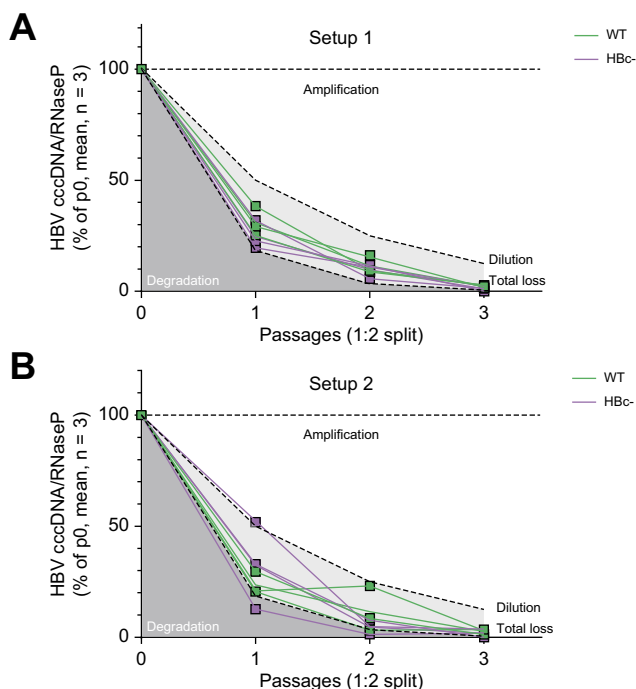 A
Setup 1
WT
HBc-
HBV cccDNA/RNaseP
(% of p0, mean, n = 3)
100
50
0
Amplification
Dilution
Total loss
Degradation
0 1 2 3
Passages (1:2 split)
B
Setup 2
WT
HBc-
HBV cccDNA/RNaseP
(% of p0, mean, n = 3)
100
50
0
Amplification
Dilution
Total loss
Degradation
0 1 2 3
Passages (1:2 split)